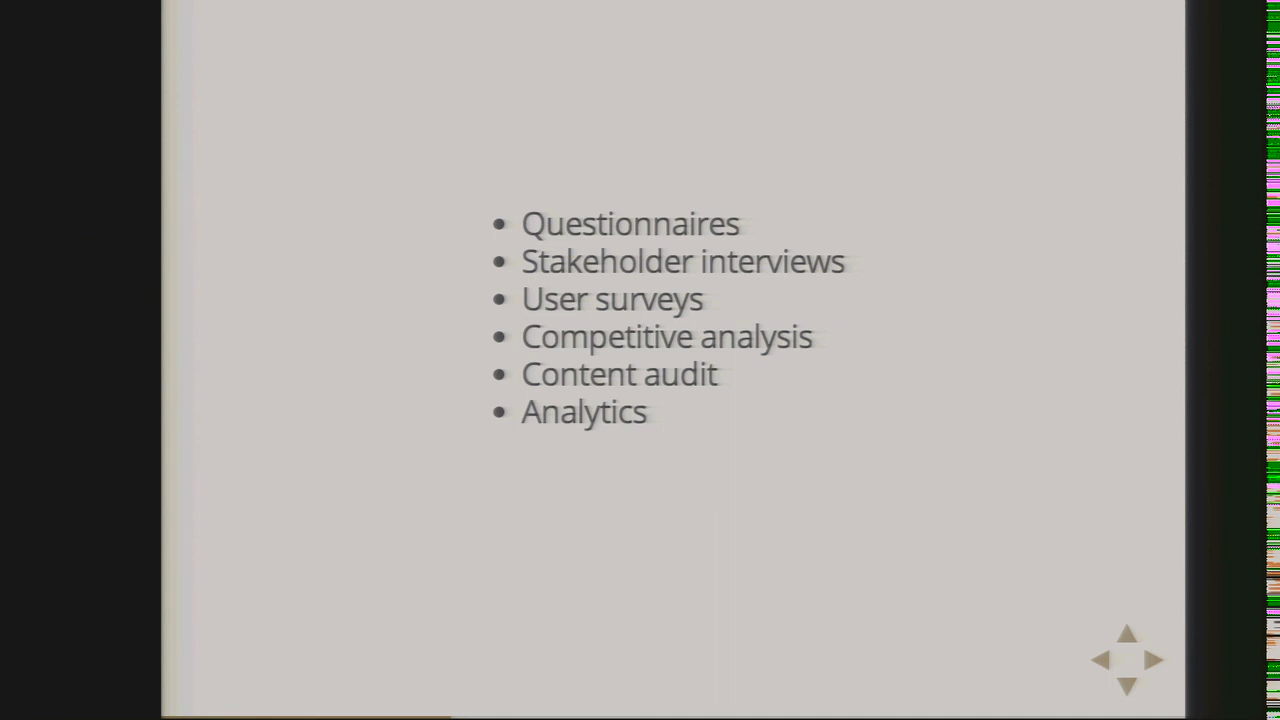 Questionnaires
Stakeholder interviews
User surveys
Competitive analysis
Content audit
Analytics